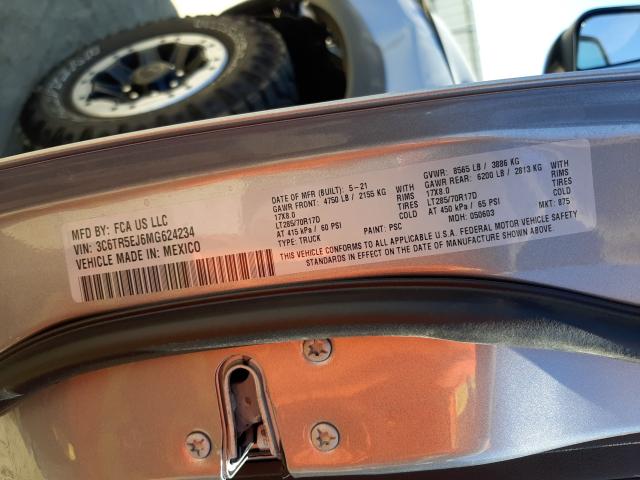 MFD BY: FCA US LLC
VIN: 3C6TR5EJ6MG624234
VEHICLE MADE IN: MEXICO
DATE OF MFR (BUILT): 5-21
GAWR FRONT: 4750 LB / 2155 KG WITH
17X8.0 RIMS
LT285/70R17D TIRES
AT 415 kPa / 60 PSI COLD
TYPE: TRUCK PAINT: PSC
GVWR: 8565 LB / 3886 KG
GAWR REAR: 6200 LB / 2813 KG WITH
17X8.0 RIMS
LT285/70R17D TIRES
AT 450 kPa / 65 PSI COLD
MDH: 050603 MKT: 875
THIS VEHICLE CONFORMS TO ALL APPLICABLE U.S.A. FEDERAL MOTOR VEHICLE SAFETY
STANDARDS IN EFFECT ON THE DATE OF MANUFACTURE SHOWN ABOVE.